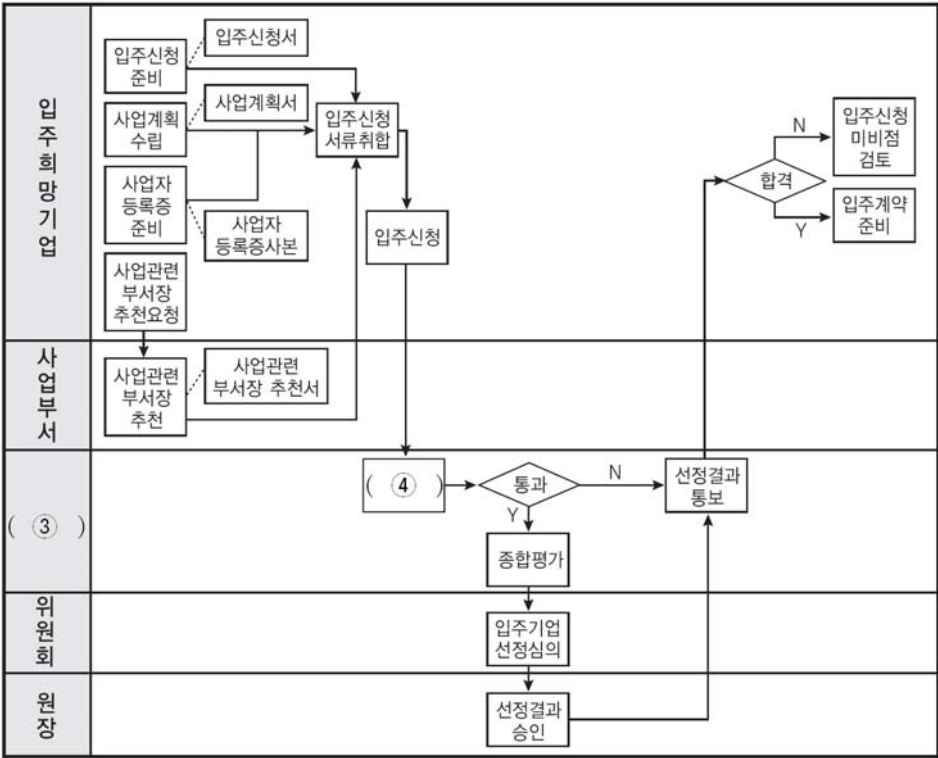 입주희망기업
입주신청
준비
입주신청서
사업계획
수립
사업계획서
사업자
등록증
준비
사업자
등록증사본
사업관련
부서장
추천요청
입주신청
서류취합
입주신청
합격
N
입주신청
미비점
검토
Y
입주계약
준비
사업부서
사업관련
부서장
추천
사업관련
부서장 추천서
( ③ )
( ④ )
통과
N
Y
선정결과
통보
종합평가
위원회
입주기업
선정심의
원장
선정결과
승인